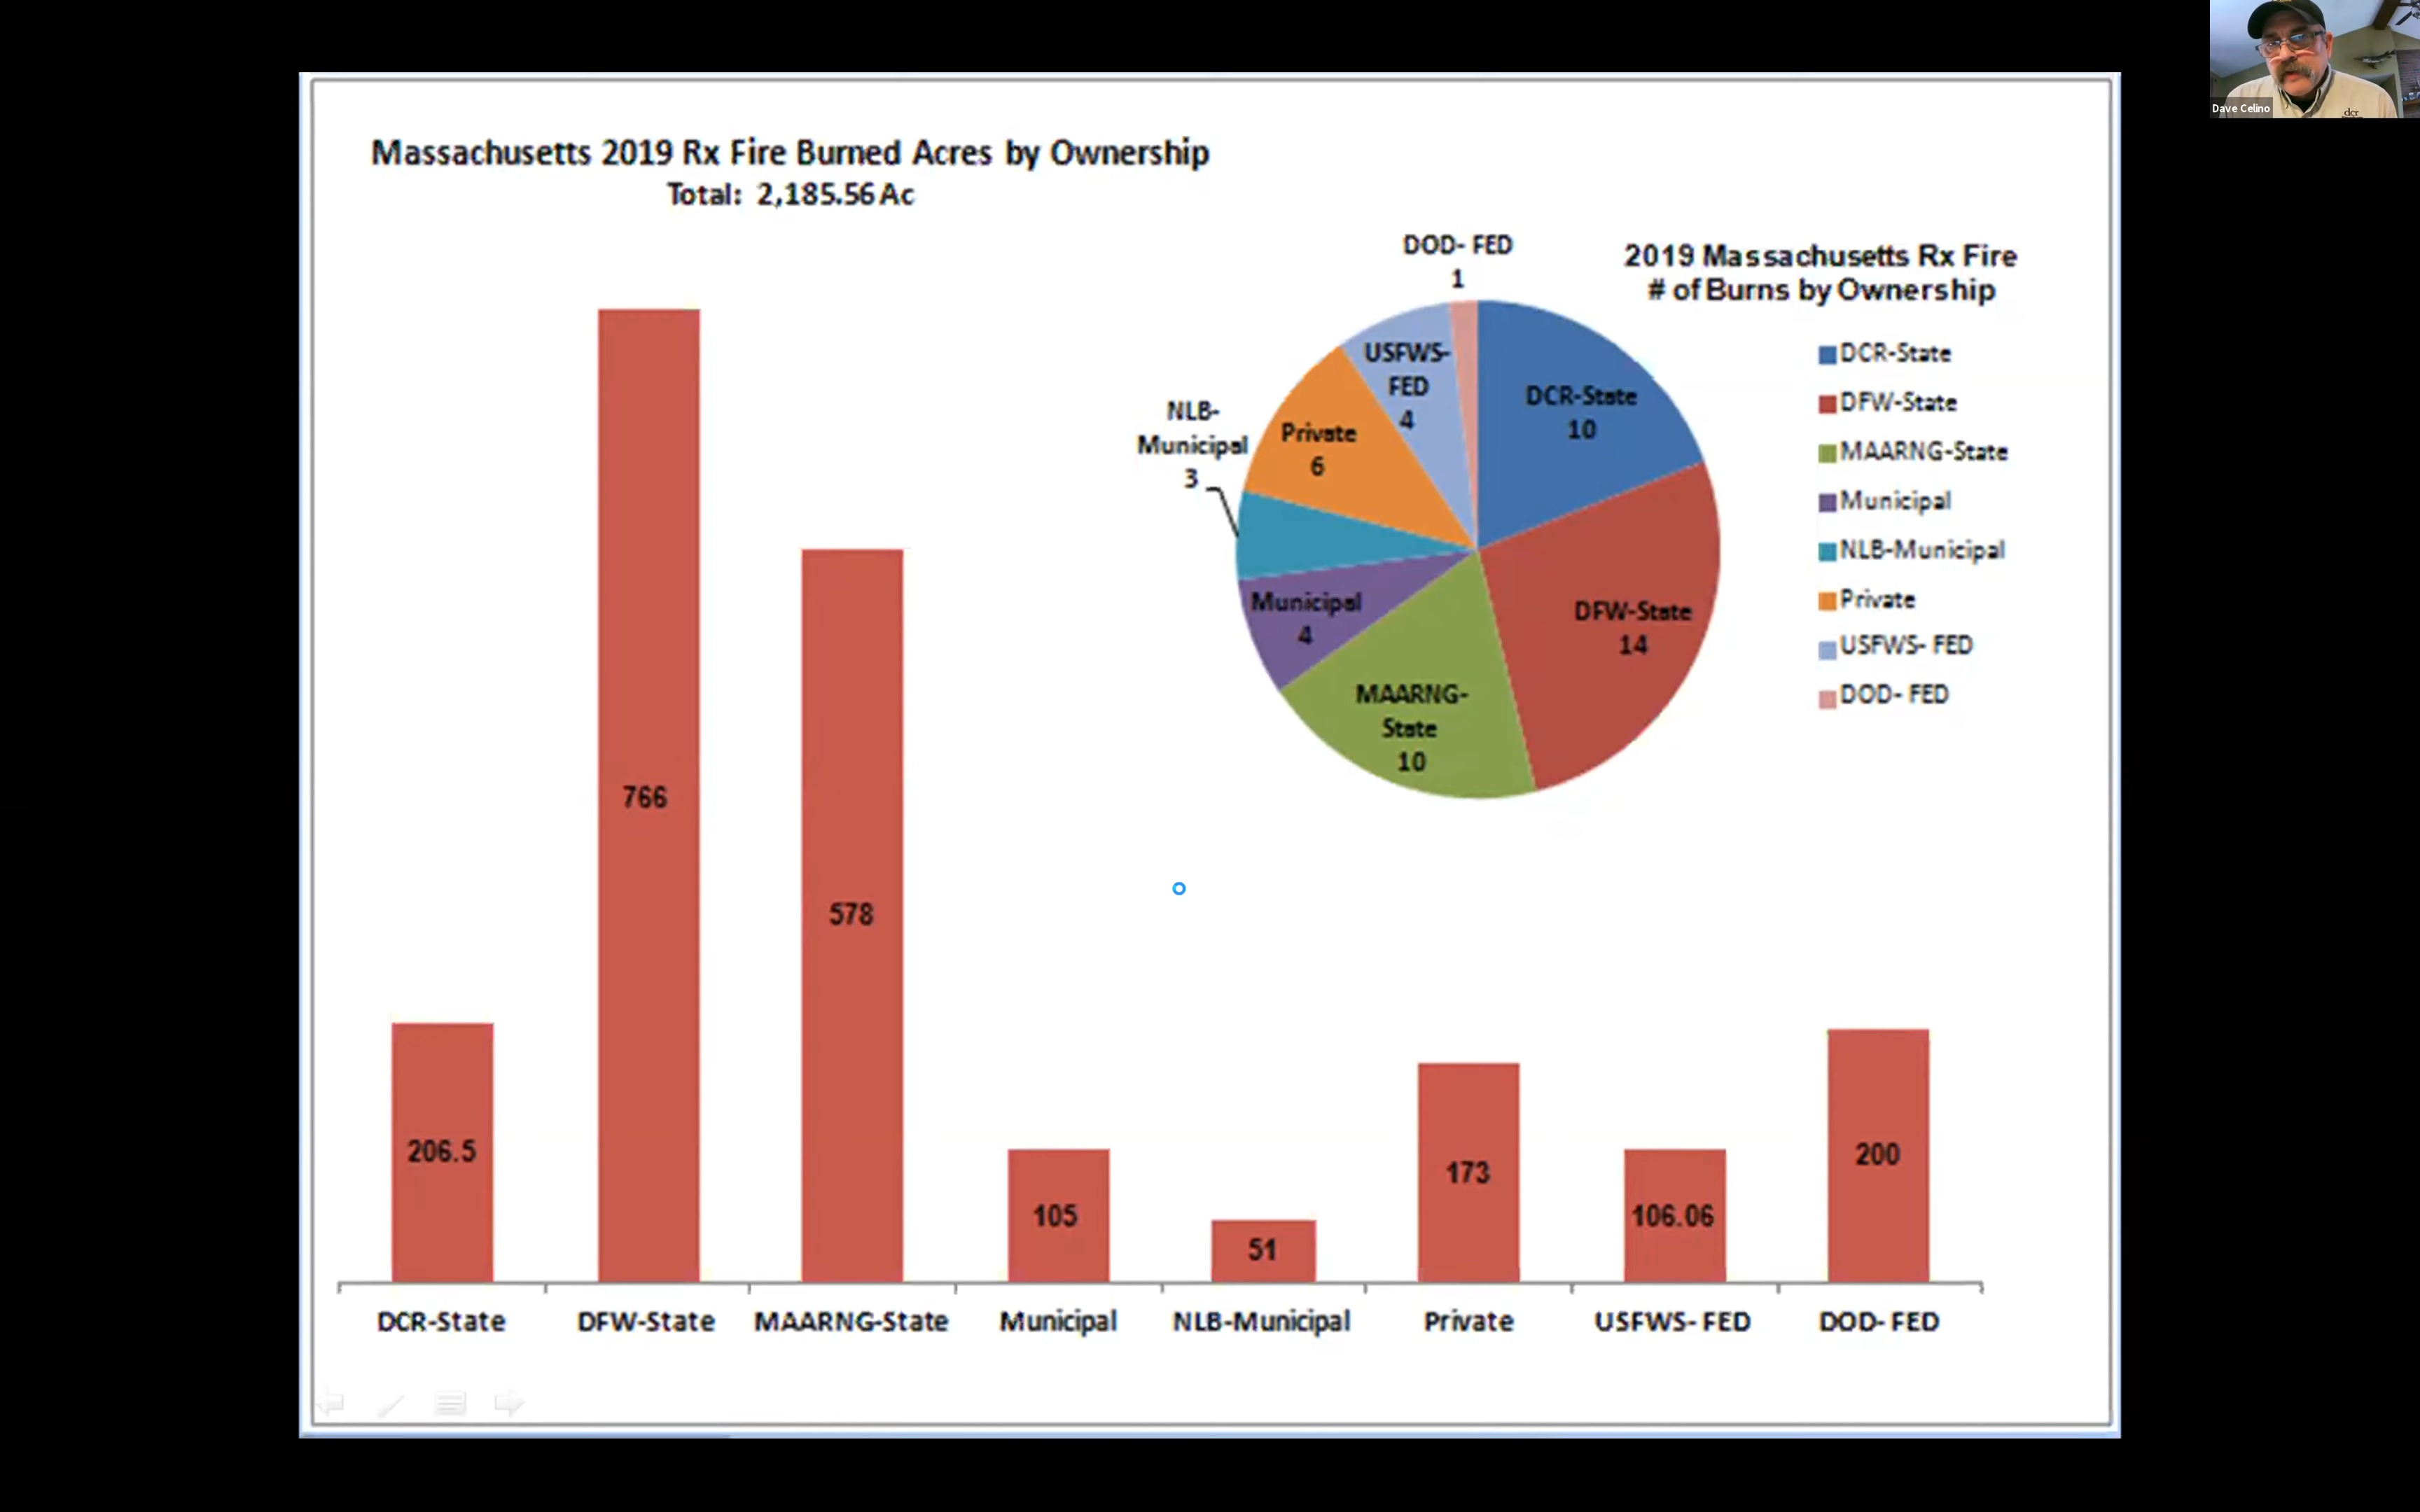 Dave Celino
dcr
Massachusetts 2019 Rx Fire Burned Acres by Ownership
Total: 2,185.56 Ac
2019 Massachusetts Rx Fire
# of Burns by Ownership
DOD- FED
1
USFWS-
FED
4
DCR-State
10
NLB-
Municipal
3
Private
6
Municipal
4
DFW-State
14
MAARNG-
State
10
DCR-State
DFW-State
MAARNG-State
Municipal
NLB-Municipal
Private
USFWS- FED
DOD- FED
206.5
766
578
105
51
173
106.06
200
DCR-State
DFW-State
MAARNG-State
Municipal
NLB-Municipal
Private
USFWS- FED
DOD- FED